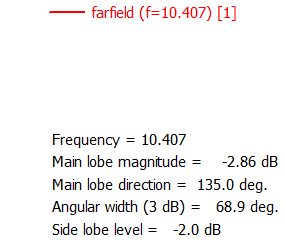 farfield (f=10.407) [1]
Frequency = 10.407
Main lobe magnitude = -2.86 dB
Main lobe direction = 135.0 deg.
Angular width (3 dB) = 68.9 deg.
Side lobe level = -2.0 dB